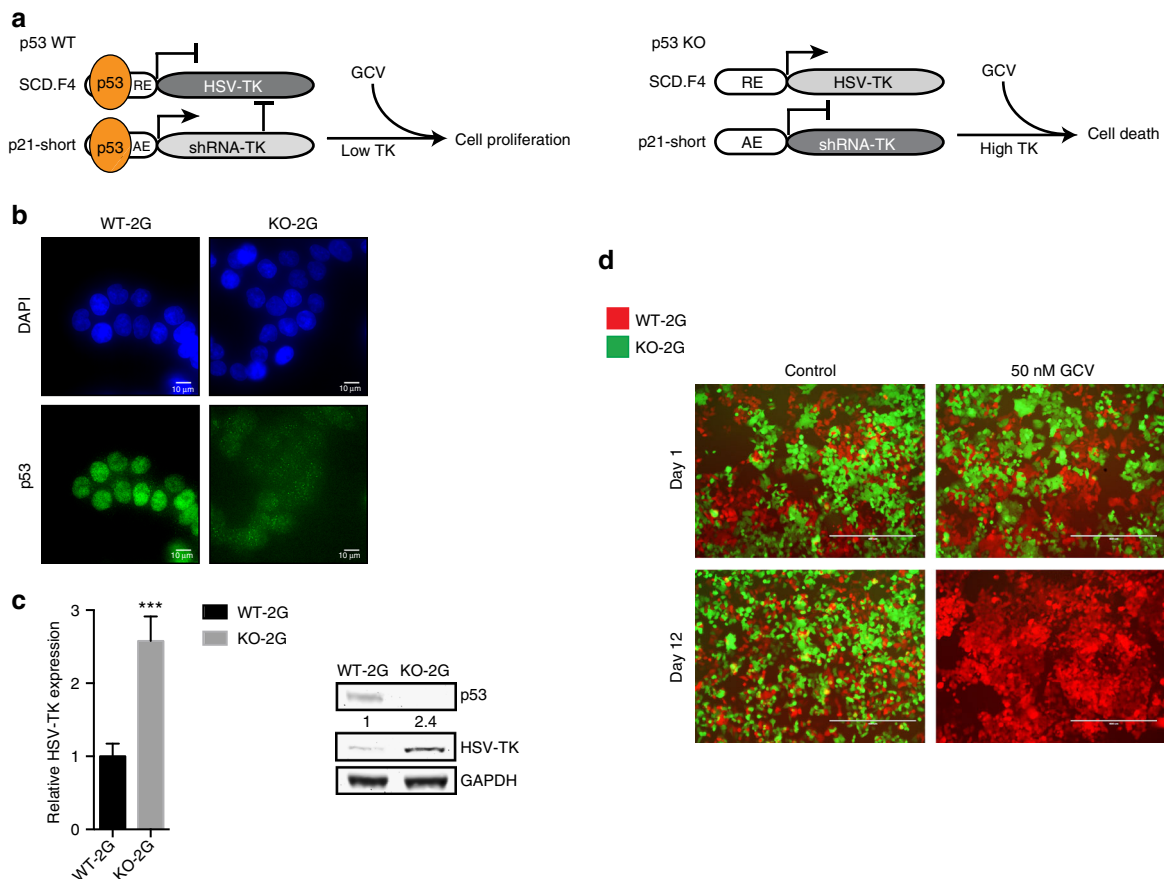 a
p53 WT
SCD.F4
p53
RE
HSV-TK
p21-short
p53
AE
shRNA-TK
GCV
Low TK
Cell proliferation
p53 KO
SCD.F4
RE
HSV-TK
p21-short
AE
shRNA-TK
GCV
High TK
Cell death
b
WT-2G
KO-2G
DAPI
10 µm
10 µm
p53
10 µm
10 µm
c
Relative HSV-TK expression
3
2
1
0
***
WT-2G
KO-2G
WT-2G
KO-2G
WT-2G KO-2G
p53
1 2.4
HSV-TK
GAPDH
d
WT-2G
KO-2G
Control
50 nM GCV
Day 1
Day 12